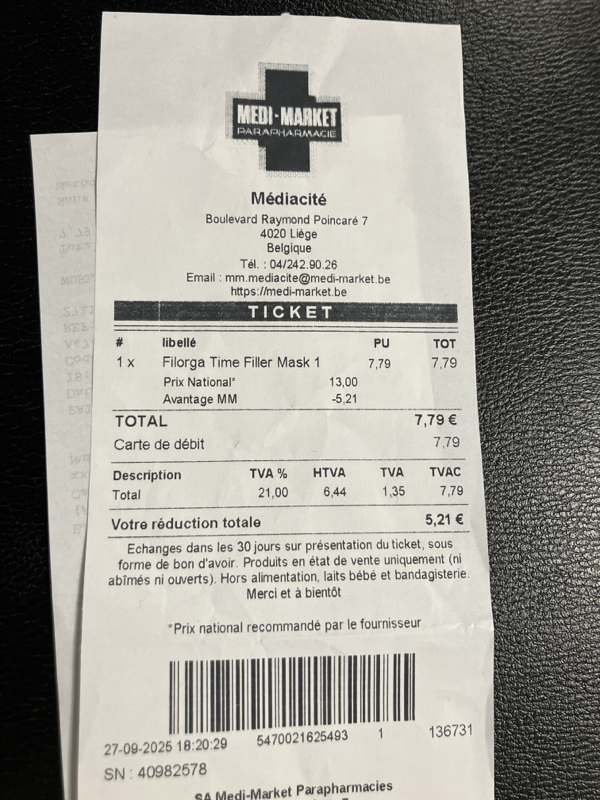 MEDI-MARKET
PARAPHARMACIE
Médiacité
Boulevard Raymond Poincaré 7
4020 Liège
Belgique
Tél. : 04/242.90.26
Email : mm.mediacite@medi-market.be
https://medi-market.be
TICKET
# libellé PU TOT
1 x Filorga Time Filler Mask 1 7,79 7,79
Prix National* 13,00
Avantage MM -5,21
TOTAL 7,79 €
Carte de débit 7,79
Description TVA % HTVA TVA TVAC
Total 21,00 6,44 1,35 7,79
Votre réduction totale 5,21 €
Echanges dans les 30 jours sur présentation du ticket, sous
forme de bon d'avoir. Produits en état de vente uniquement (ni
abîmés ni ouverts). Hors alimentation, laits bébé et bandagisterie.
Merci et à bientôt
*Prix national recommandé par le fournisseur
27-09-2025 18:20:29 5470021625493 1 136731
SN : 40982578
SA Medi-Market Parapharmacies